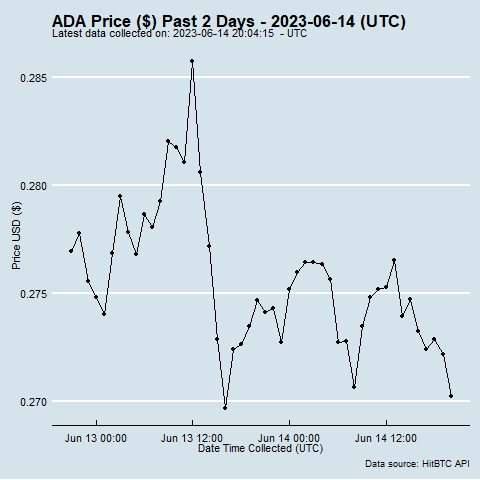 ADA Price ($) Past 2 Days - 2023-06-14 (UTC)
Latest data collected on: 2023-06-14 20:04:15  - UTC
0.285
0.280
0.275
0.270
Price USD ($)
Jun 13 00:00 Jun 13 12:00 Jun 14 00:00 Jun 14 12:00
Date Time Collected (UTC)
Data source: HitBTC API